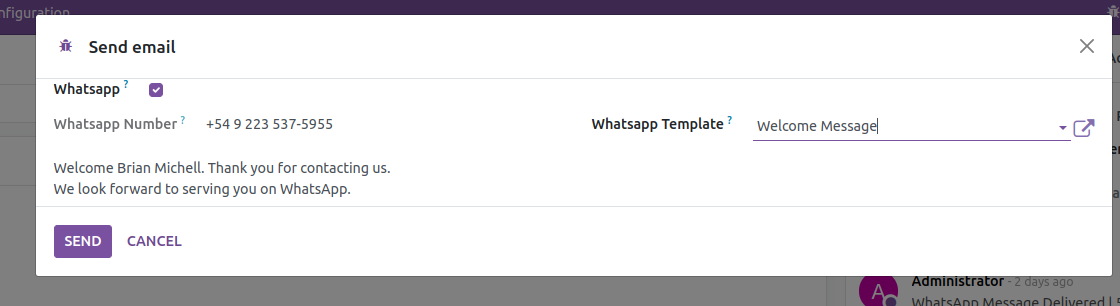 nfiguration
Send email
Whatsapp ?
Whatsapp Number ? +54 9 223 537-5955
Whatsapp Template ? Welcome Message
Welcome Brian Michell. Thank you for contacting us.
We look forward to serving you on WhatsApp.
SEND CANCEL
A
Administrator - 2 days ago
WhatsApp Message Delivered